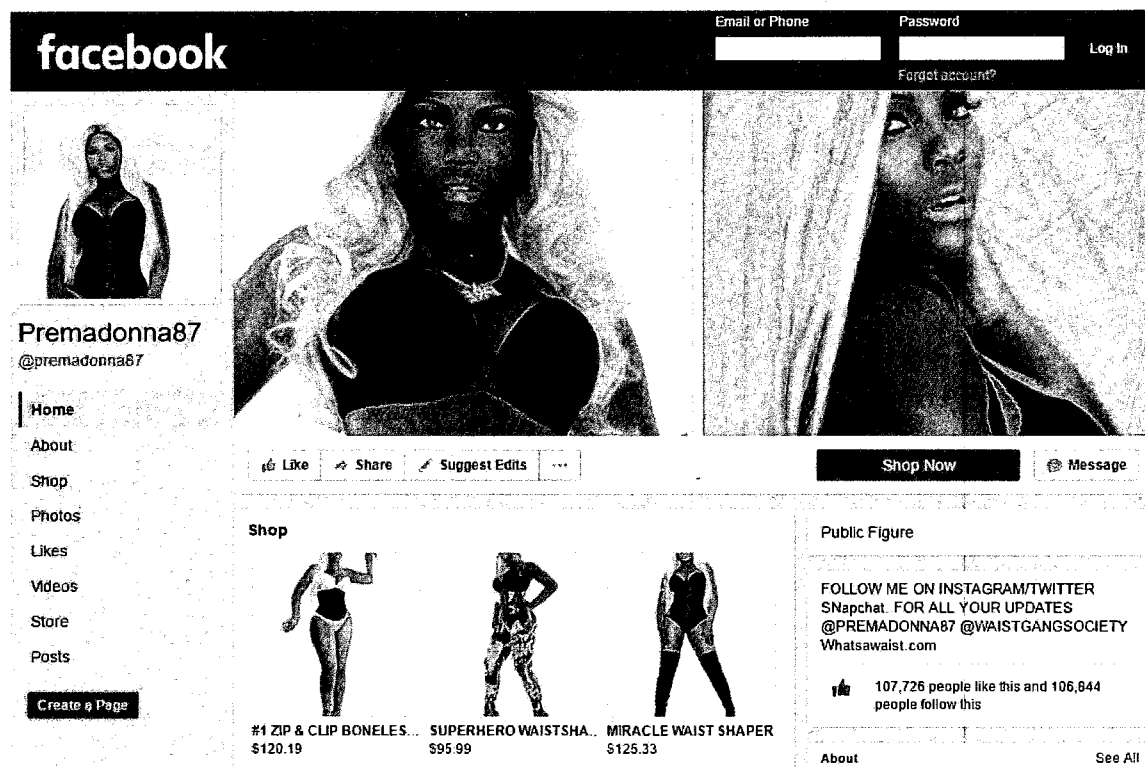 facebook
Email or Phone
Password
Log In
Forgot account?
Premadonna87
@premadonna87
Home
About
Shop
Photos
Likes
Videos
Store
Posts
Create a Page
Like
Share
Suggest Edits
...
Shop Now
Message
Shop
#1 ZIP & CLIP BONELES...
$120.19
SUPERHERO WAISTSHA...
$95.99
MIRACLE WAIST SHAPER
$125.33
Public Figure
FOLLOW ME ON INSTAGRAM/TWITTER
SNapchat. FOR ALL YOUR UPDATES
@PREMADONNA87 @WAISTGANGSOCIETY
Whatsawaist.com
107,726 people like this and 106,844
people follow this
About
See All